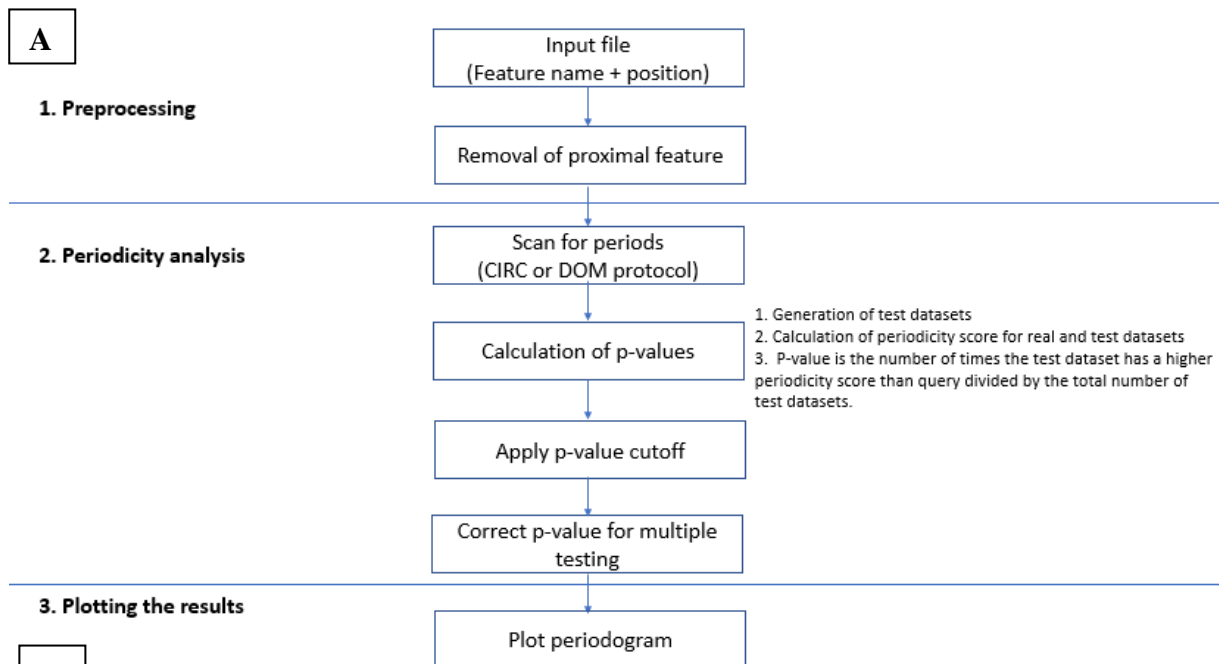 A
Input file
(Feature name + position)
1. Preprocessing
Removal of proximal feature
2. Periodicity analysis
Scan for periods
(CIRC or DOM protocol)
Calculation of p-values
1. Generation of test datasets
2. Calculation of periodicity score for real and test datasets
3. P-value is the number of times the test dataset has a higher
periodicity score than query divided by the total number of
test datasets.
Apply p-value cutoff
Correct p-value for multiple
testing
3. Plotting the results
Plot periodogram